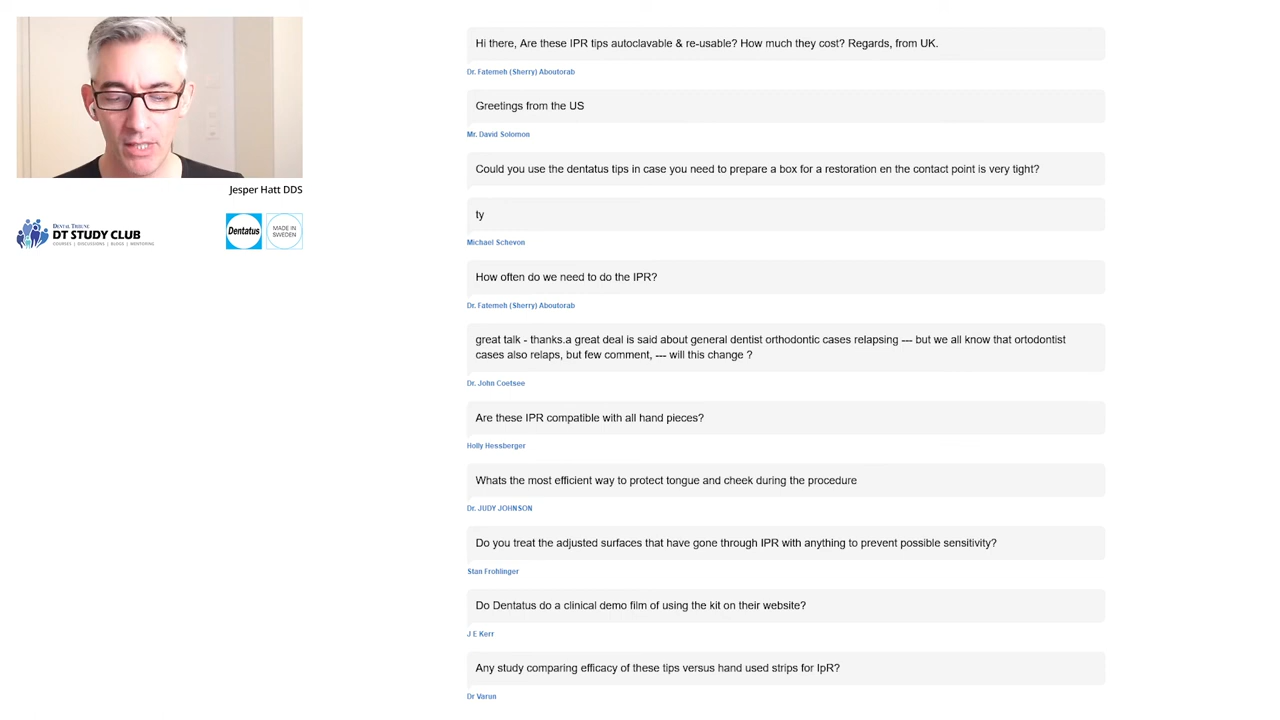 Jesper Hatt DDS
DENTAL TRIBUNE
DT STUDY CLUB
COURSES | DISCUSSIONS | BLOGS | MENTORING
Dentatus
MADE IN
SWEDEN
Hi there, Are these IPR tips autoclavable & re-usable? How much they cost? Regards, from UK.
Dr. Fatemeh (Sherry) Aboutorab
Greetings from the US
Mr. David Solomon
Could you use the dentatus tips in case you need to prepare a box for a restoration en the contact point is very tight?
ty
Michael Schevon
How often do we need to do the IPR?
Dr. Fatemeh (Sherry) Aboutorab
great talk - thanks.a great deal is said about general dentist orthodontic cases relapsing --- but we all know that ortodontist
cases also relaps, but few comment, --- will this change ?
Dr. John Coetsee
Are these IPR compatible with all hand pieces?
Holly Hessberger
Whats the most efficient way to protect tongue and cheek during the procedure
Dr. JUDY JOHNSON
Do you treat the adjusted surfaces that have gone through IPR with anything to prevent possible sensitivity?
Stan Frohlinger
Do Dentatus do a clinical demo film of using the kit on their website?
J E Kerr
Any study comparing efficacy of these tips versus hand used strips for IpR?
Dr Varun